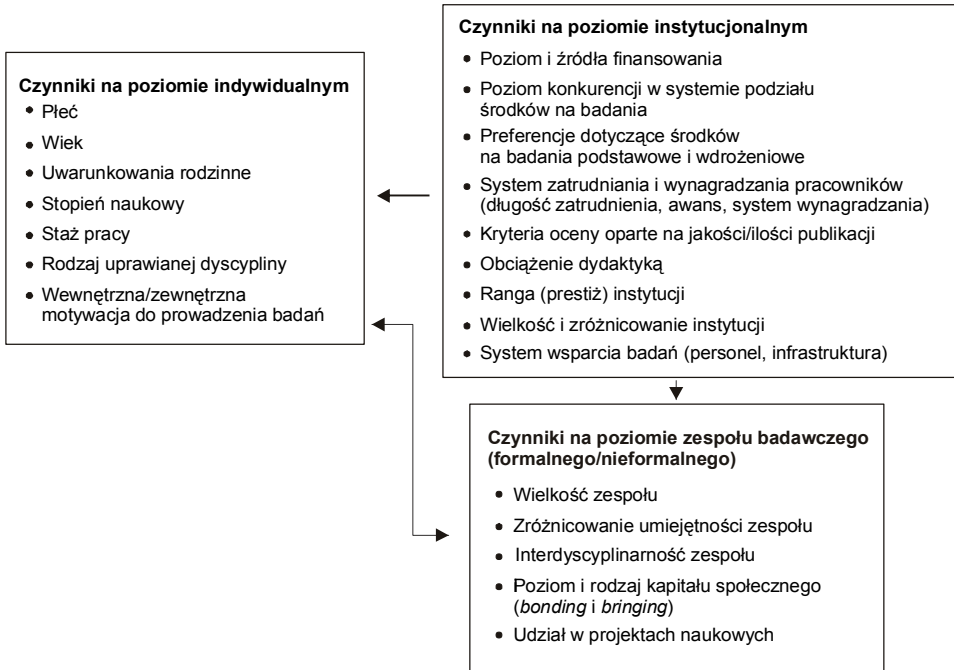 Czynniki na poziomie indywidualnym
• Płeć
• Wiek
• Uwarunkowania rodzinne
• Stopień naukowy
• Staż pracy
• Rodzaj uprawianej dyscypliny
• Wewnętrzna/zewnętrzna
motywacja do prowadzenia badań
Czynniki na poziomie instytucjonalnym
• Poziom i źródła finansowania
• Poziom konkurencji w systemie podziału
środków na badania
• Preferencje dotyczące środków
na badania podstawowe i wdrożeniowe
• System zatrudniania i wynagradzania pracowników
(długość zatrudnienia, awans, system wynagradzania)
• Kryteria oceny oparte na jakości/ilości publikacji
• Obciążenie dydaktyką
• Ranga (prestiż) instytucji
• Wielkość i zróżnicowanie instytucji
• System wsparcia badań (personel, infrastruktura)
Czynniki na poziomie zespołu badawczego
(formalnego/nieformalnego)
• Wielkość zespołu
• Zróżnicowanie umiejętności zespołu
• Interdyscyplinarność zespołu
• Poziom i rodzaj kapitału społecznego
(bonding i bringing)
• Udział w projektach naukowych